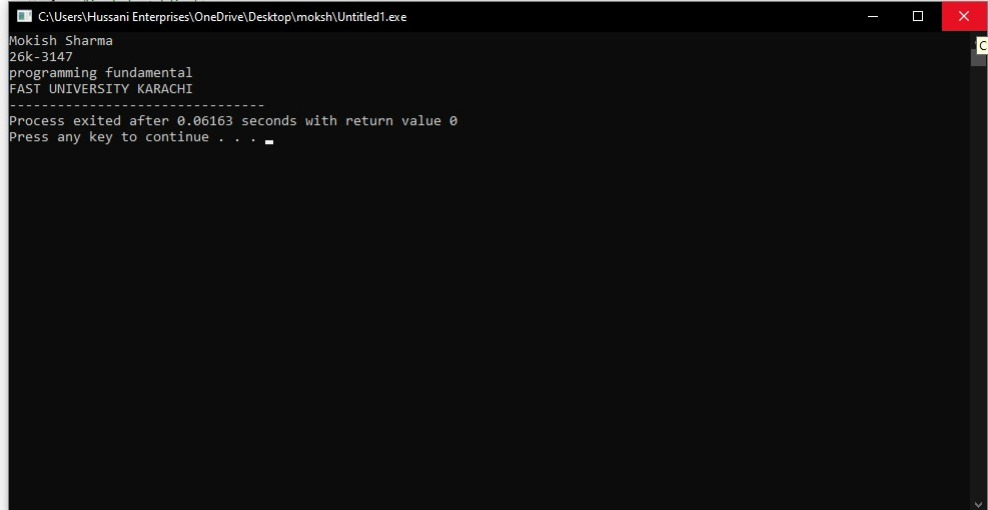 C:\Users\Hussani Enterprises\OneDrive\Desktop\moksh\Untitled1.exe
Mokish Sharma
26k-3147
programming fundamental
FAST UNIVERSITY KARACHI
--------------------------------
Process exited after 0.06163 seconds with return value 0
Press any key to continue . . .